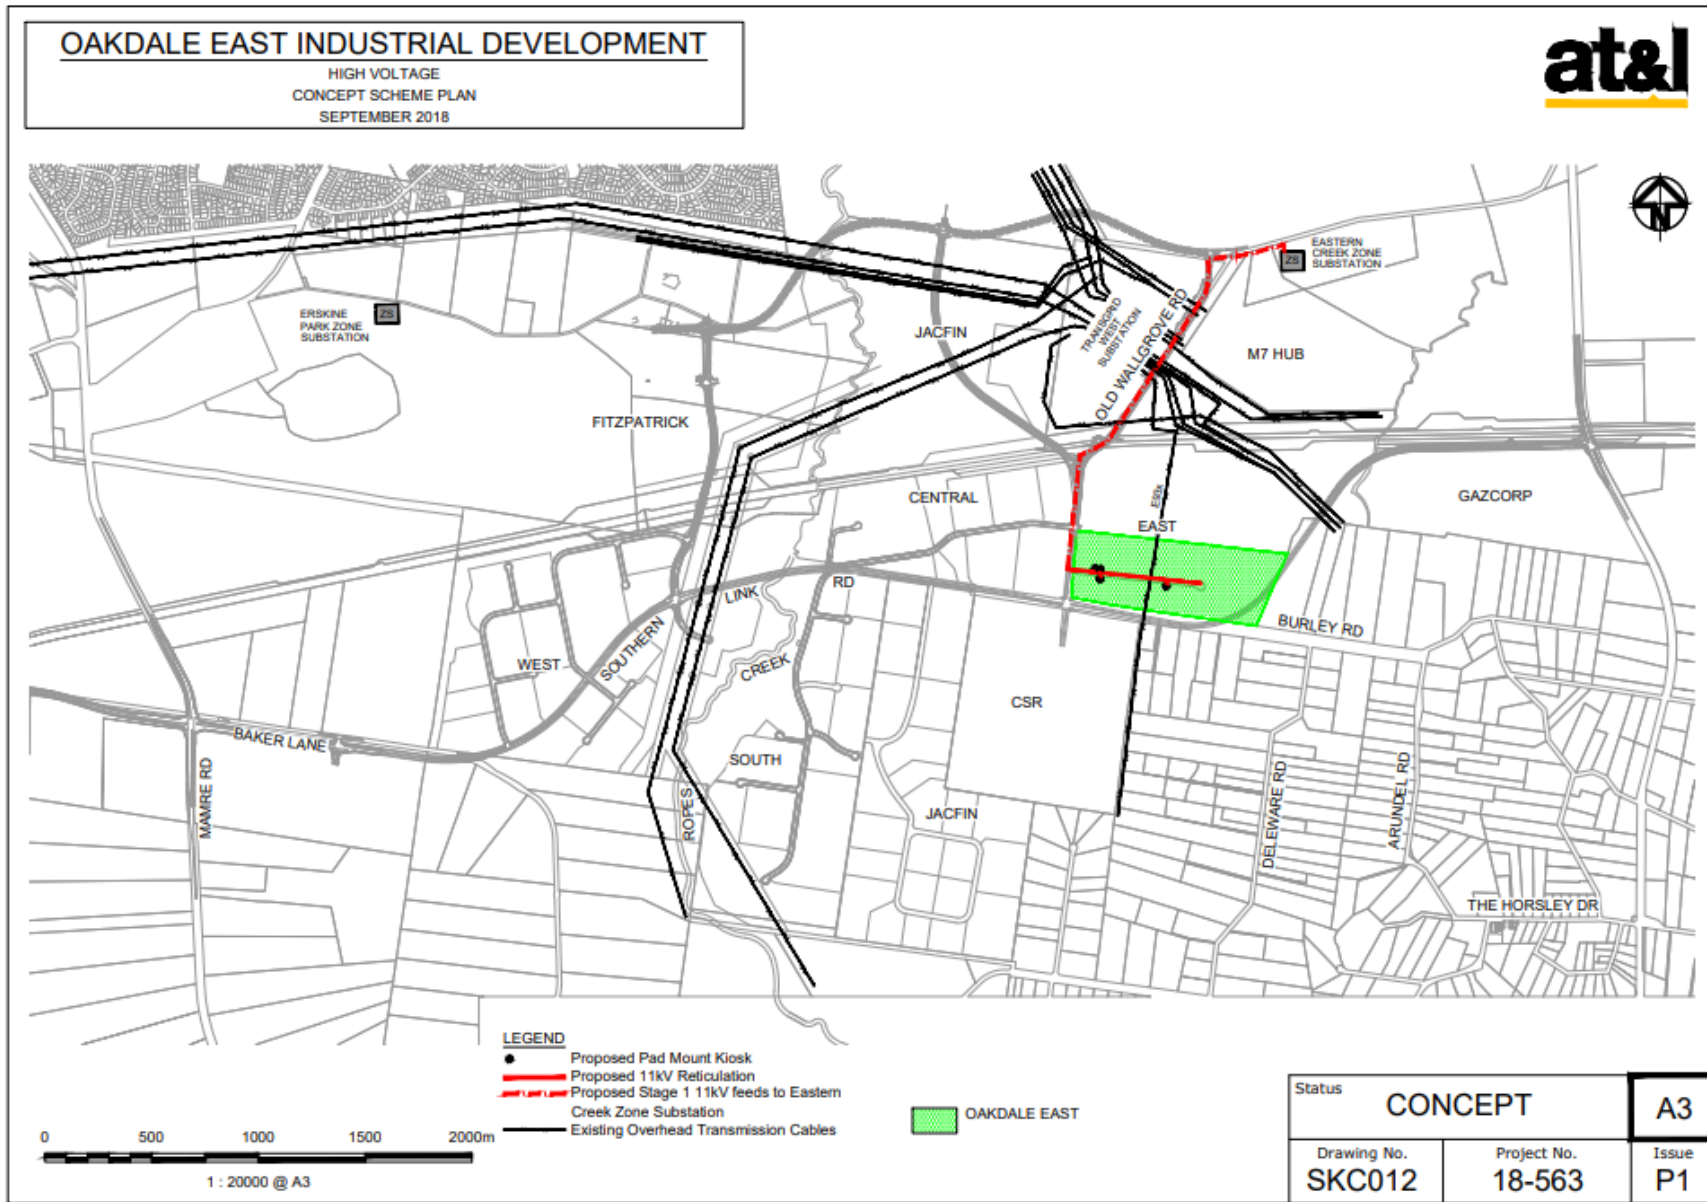 OAKDALE EAST INDUSTRIAL DEVELOPMENT
HIGH VOLTAGE
CONCEPT SCHEME PLAN
SEPTEMBER 2018
at&l
N
EASTERN
CREEK ZONE
SUBSTATION
ZS
ERSKINE
PARK ZONE
SUBSTATION
ZS
JACFIN
TRANSGRID
WEST
SUBSTATION
OLD WALLGROVE RD
M7 HUB
FITZPATRICK
CENTRAL
GAZCORP
EAST
LINK
RD
BURLEY RD
SOUTHERN
WEST
CREEK
CSR
BAKER LANE
SOUTH
MAMRE RD
ROPES
JACFIN
DELEWARE RD
ARUNDEL RD
THE HORSLEY DR
LEGEND
Proposed Pad Mount Kiosk
Proposed 11kV Reticulation
Proposed Stage 1 11kV feeds to Eastern
Creek Zone Substation
Existing Overhead Transmission Cables
OAKDALE EAST
0 500 1000 1500 2000m
1 : 20000 @ A3
Status
CONCEPT
A3
Drawing No.
SKC012
Project No.
18-563
Issue
P1